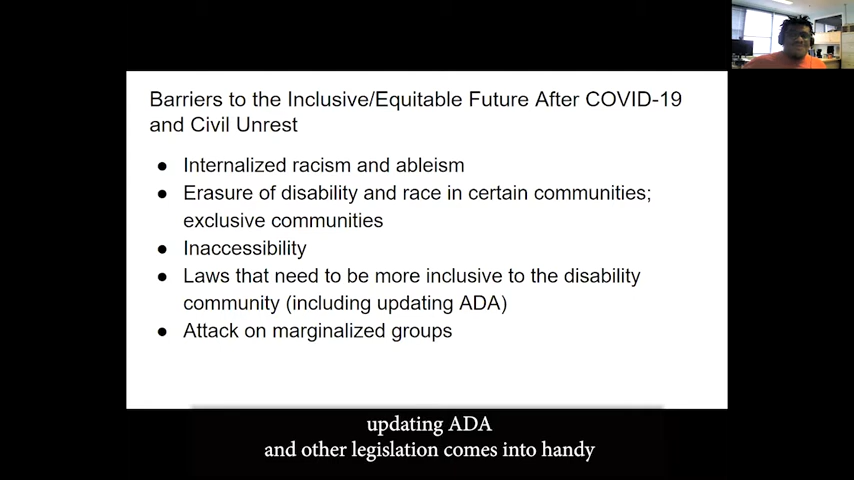 Barriers to the Inclusive/Equitable Future After COVID-19
and Civil Unrest
● Internalized racism and ableism
● Erasure of disability and race in certain communities;
exclusive communities
● Inaccessibility
● Laws that need to be more inclusive to the disability
community (including updating ADA)
● Attack on marginalized groups
updating ADA
and other legislation comes into handy